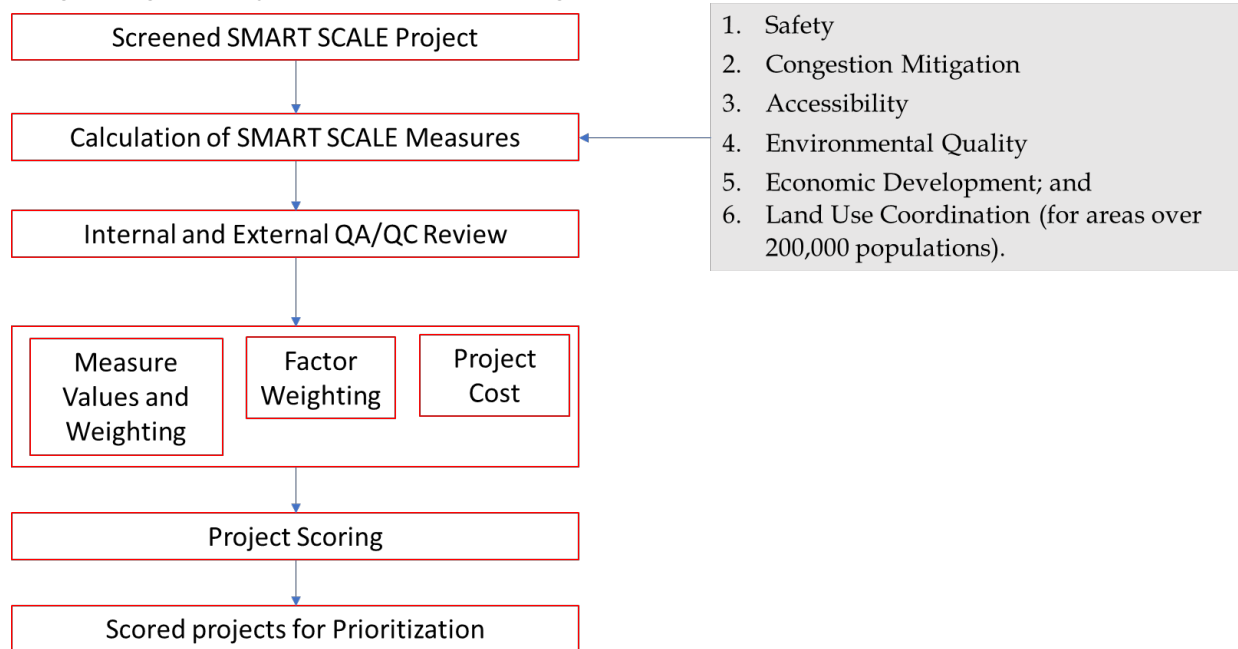 Screened SMART SCALE Project
Calculation of SMART SCALE Measures
1. Safety
2. Congestion Mitigation
3. Accessibility
4. Environmental Quality
5. Economic Development; and
6. Land Use Coordination (for areas over
200,000 populations).
Internal and External QA/QC Review
Measure
Values and
Weighting
Factor
Weighting
Project
Cost
Project Scoring
Scored projects for Prioritization